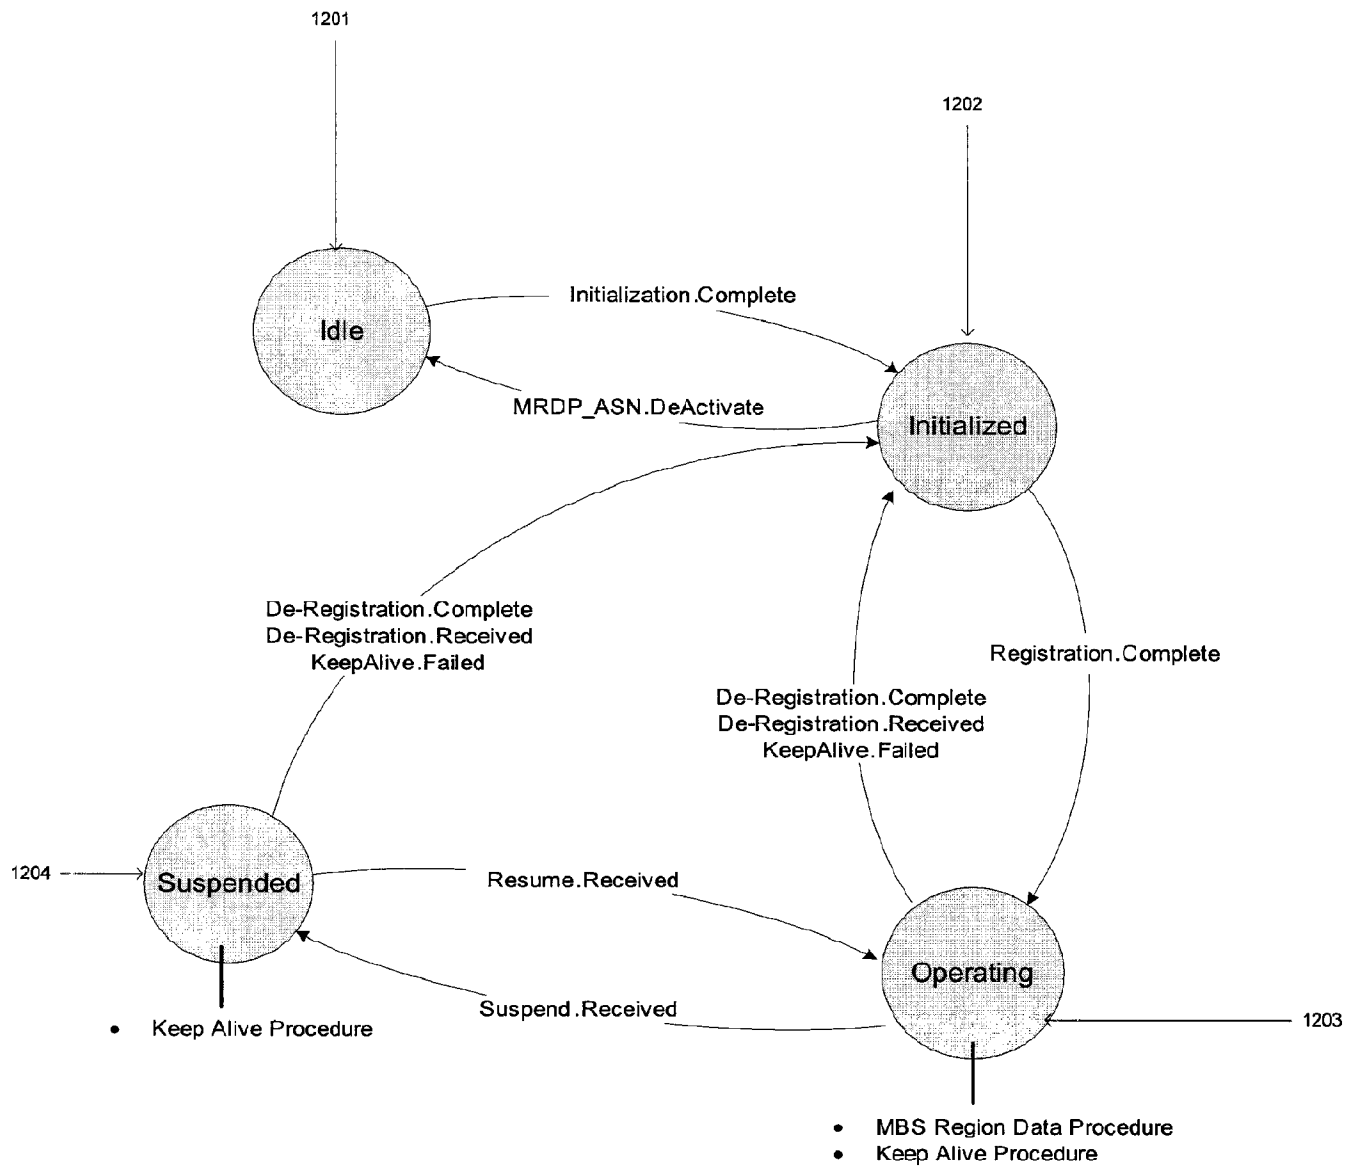 1201
1202
Initialization.Complete
Idle
MRDP_ASN.DeActivate
Initialized
De-Registration.Complete
De-Registration.Received
KeepAlive.Failed
Registration.Complete
De-Registration.Complete
De-Registration.Received
KeepAlive.Failed
1204
Suspended
Resume.Received
Operating
Suspend.Received
1203
• Keep Alive Procedure
• MBS Region Data Procedure
• Keep Alive Procedure